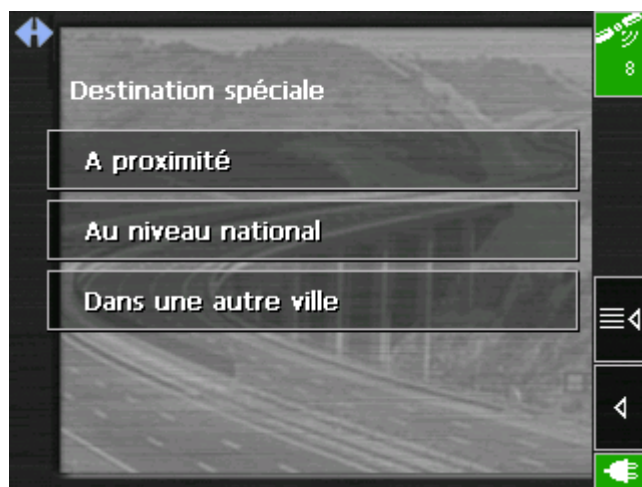 8
Destination spéciale
A proximité
Au niveau national
Dans une autre ville